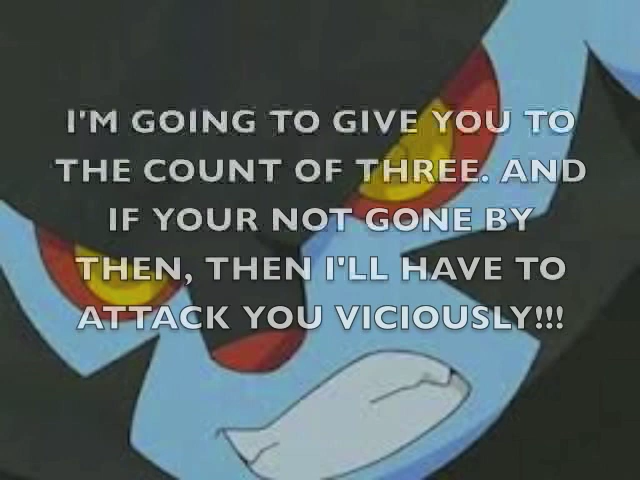 I'M GOING TO GIVE YOU TO
THE COUNT OF THREE. AND
IF YOUR NOT GONE BY
THEN, THEN I'LL HAVE TO
ATTACK YOU VICIOUSLY!!!